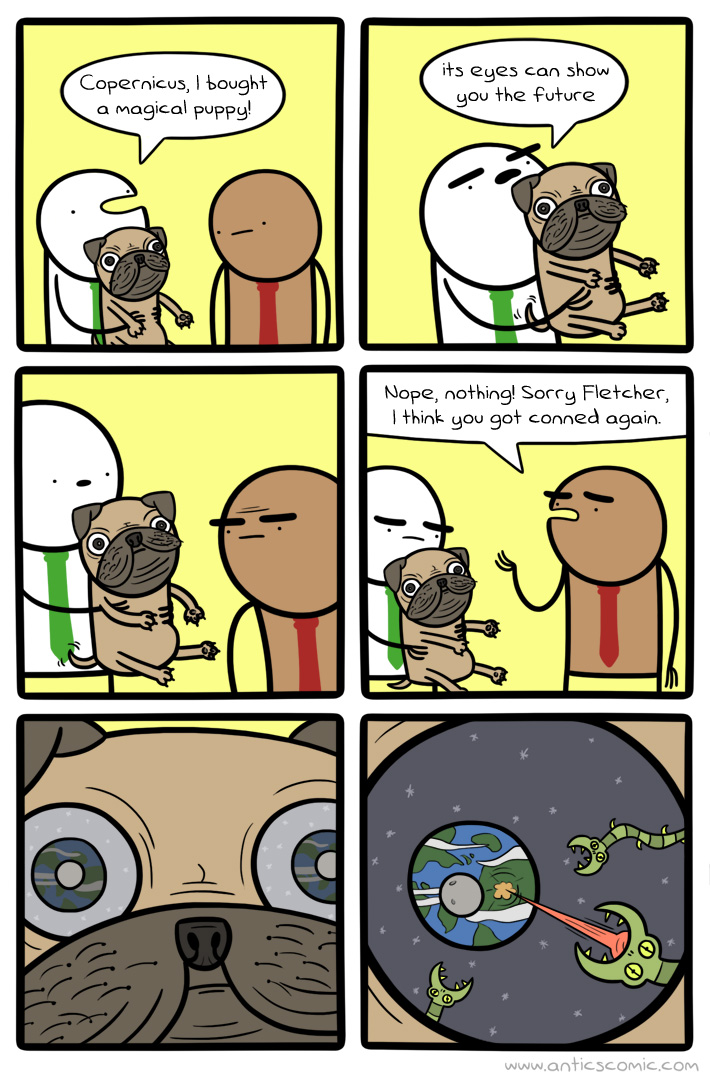 Copernicus, I bought
a magical puppy!
its eyes can show
you the future
Nope, nothing! Sorry Fletcher,
I think you got conned again.
www.anticscomic.com